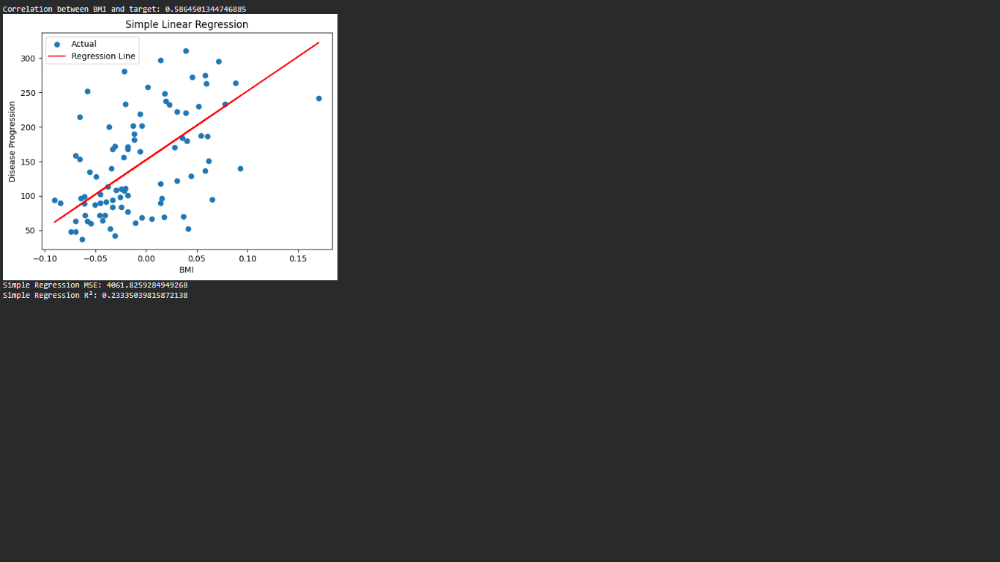 Correlation between BMI and target: 0.5864501344746885
Simple Linear Regression
Actual
Regression Line
300
250
200
150
100
50
Disease Progression
−0.10 −0.05 0.00 0.05 0.10 0.15
BMI
Simple Regression MSE: 4061.8259284949268
Simple Regression R²: 0.23335039815872138